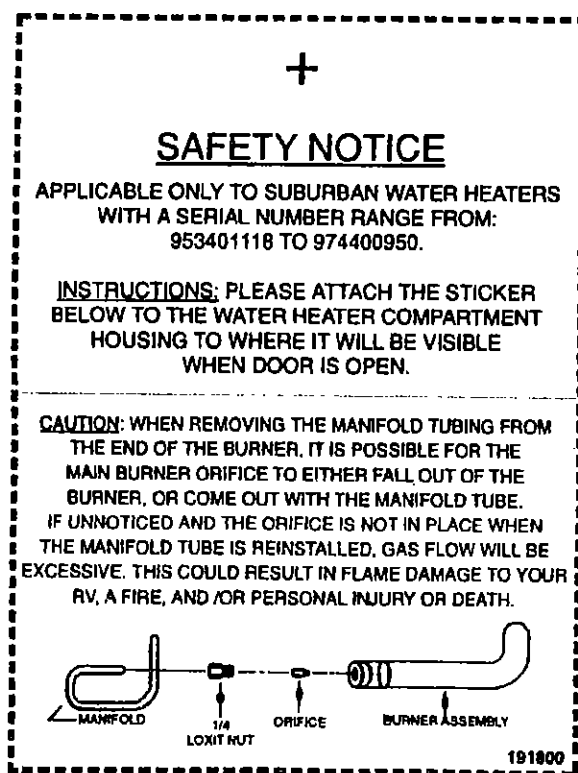 SAFETY NOTICE
APPLICABLE ONLY TO SUBURBAN WATER HEATERS
WITH A SERIAL NUMBER RANGE FROM:
953401118 TO 974400950.
INSTRUCTIONS: PLEASE ATTACH THE STICKER
BELOW TO THE WATER HEATER COMPARTMENT
HOUSING TO WHERE IT WILL BE VISIBLE
WHEN DOOR IS OPEN.
CAUTION: WHEN REMOVING THE MANIFOLD TUBING FROM
THE END OF THE BURNER, IT IS POSSIBLE FOR THE
MAIN BURNER ORIFICE TO EITHER FALL OUT OF THE
BURNER, OR COME OUT WITH THE MANIFOLD TUBE.
IF UNNOTICED AND THE ORIFICE IS NOT IN PLACE WHEN
THE MANIFOLD TUBE IS REINSTALLED, GAS FLOW WILL BE
EXCESSIVE. THIS COULD RESULT IN FLAME DAMAGE TO YOUR
RV, A FIRE, AND /OR PERSONAL INJURY OR DEATH.
MANIFOLD
1/4
LOXIT NUT
ORIFICE
BURNER ASSEMBLY
191800